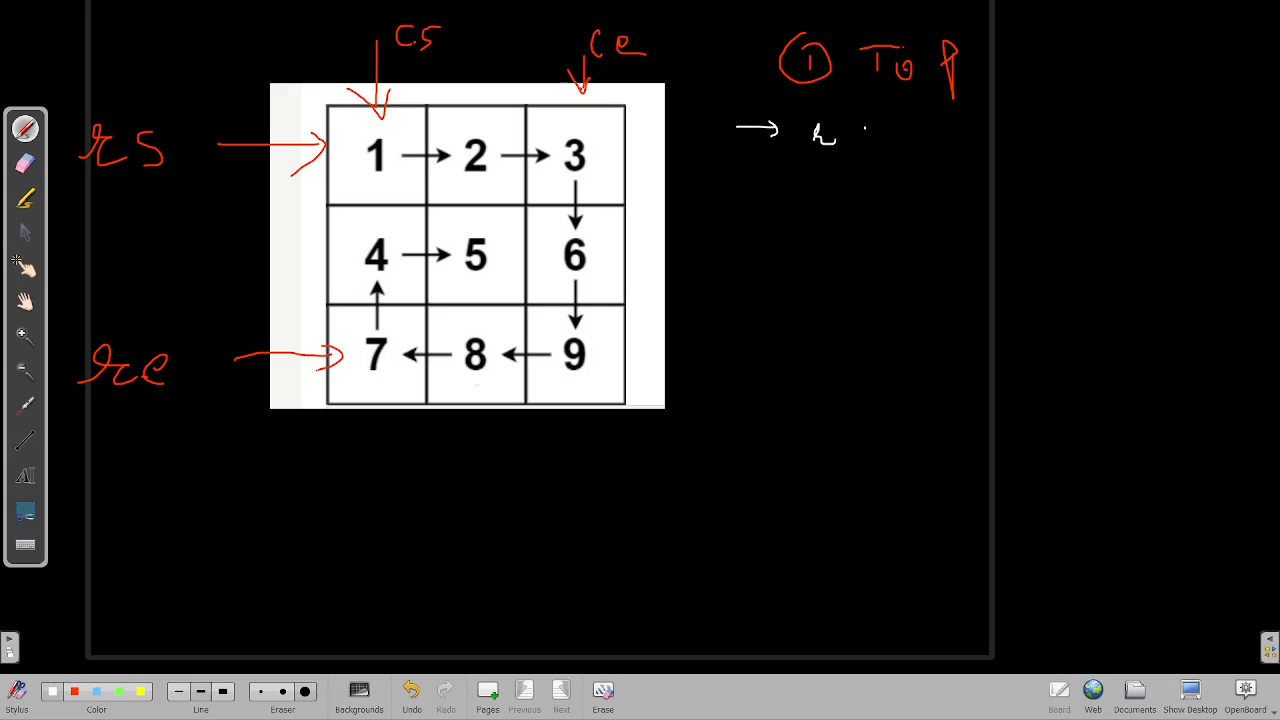 cs
ce
① Top
rs
→ r
1 → 2 → 3
4 → 5 6
re
7 ← 8 ← 9
Stylus
Color
Line
Eraser
Backgrounds
Undo
Redo
Pages
Previous
Next
Erase
Board
Web
Documents
Show Desktop
OpenBoard